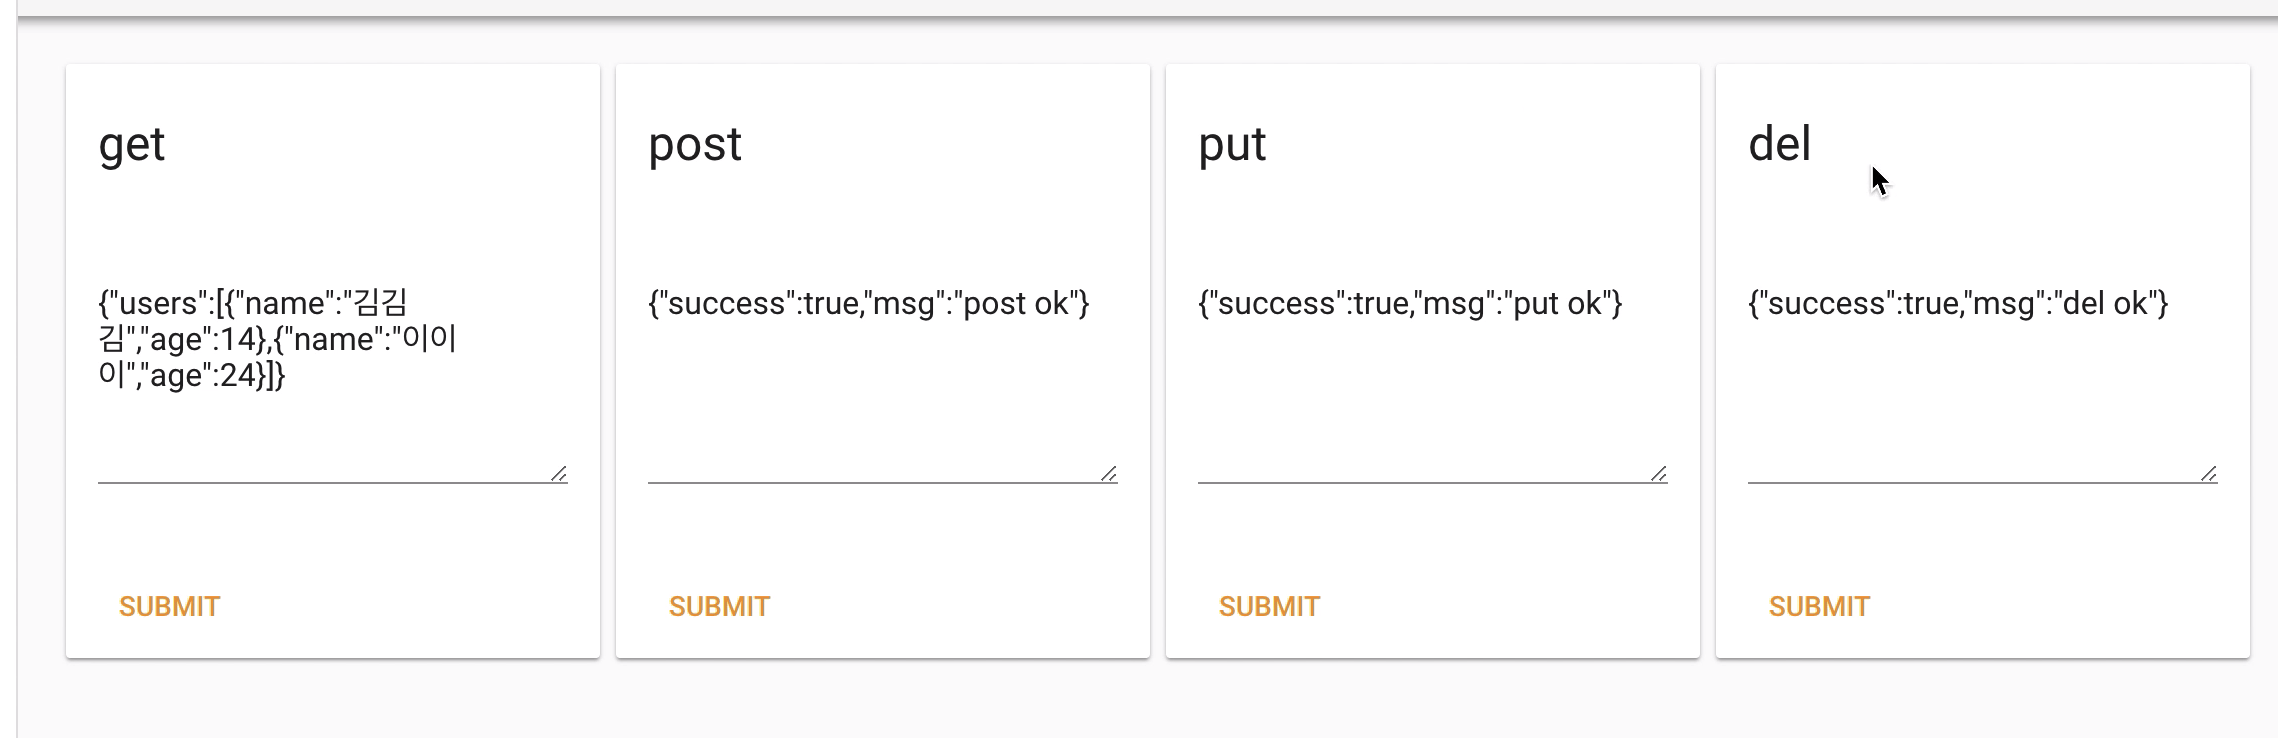 get
{"users":[{"name":"김김
김","age":14},{"name":"이이
이","age":24}]}
SUBMIT
post
{"success":true,"msg":"post ok"}
SUBMIT
put
{"success":true,"msg":"put ok"}
SUBMIT
del
{"success":true,"msg":"del ok"}
SUBMIT